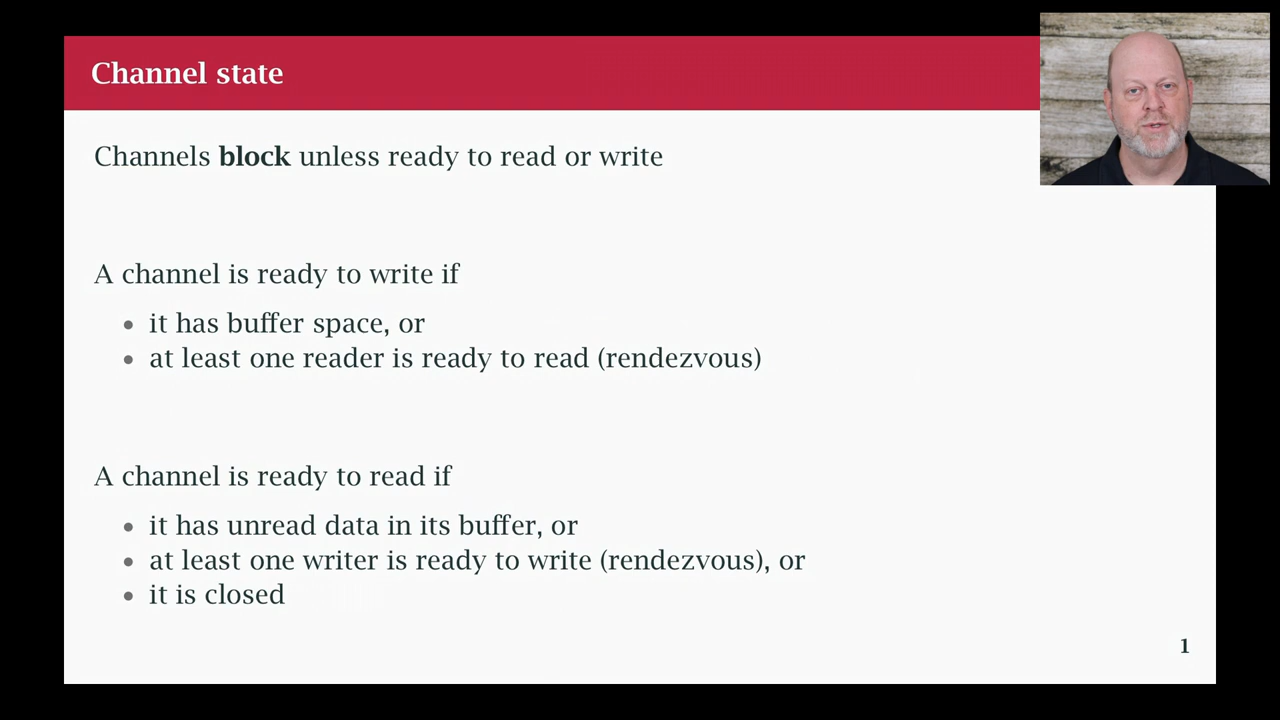 Channel state
Channels block unless ready to read or write
A channel is ready to write if
• it has buffer space, or
• at least one reader is ready to read (rendezvous)
A channel is ready to read if
• it has unread data in its buffer, or
• at least one writer is ready to write (rendezvous), or
• it is closed
1